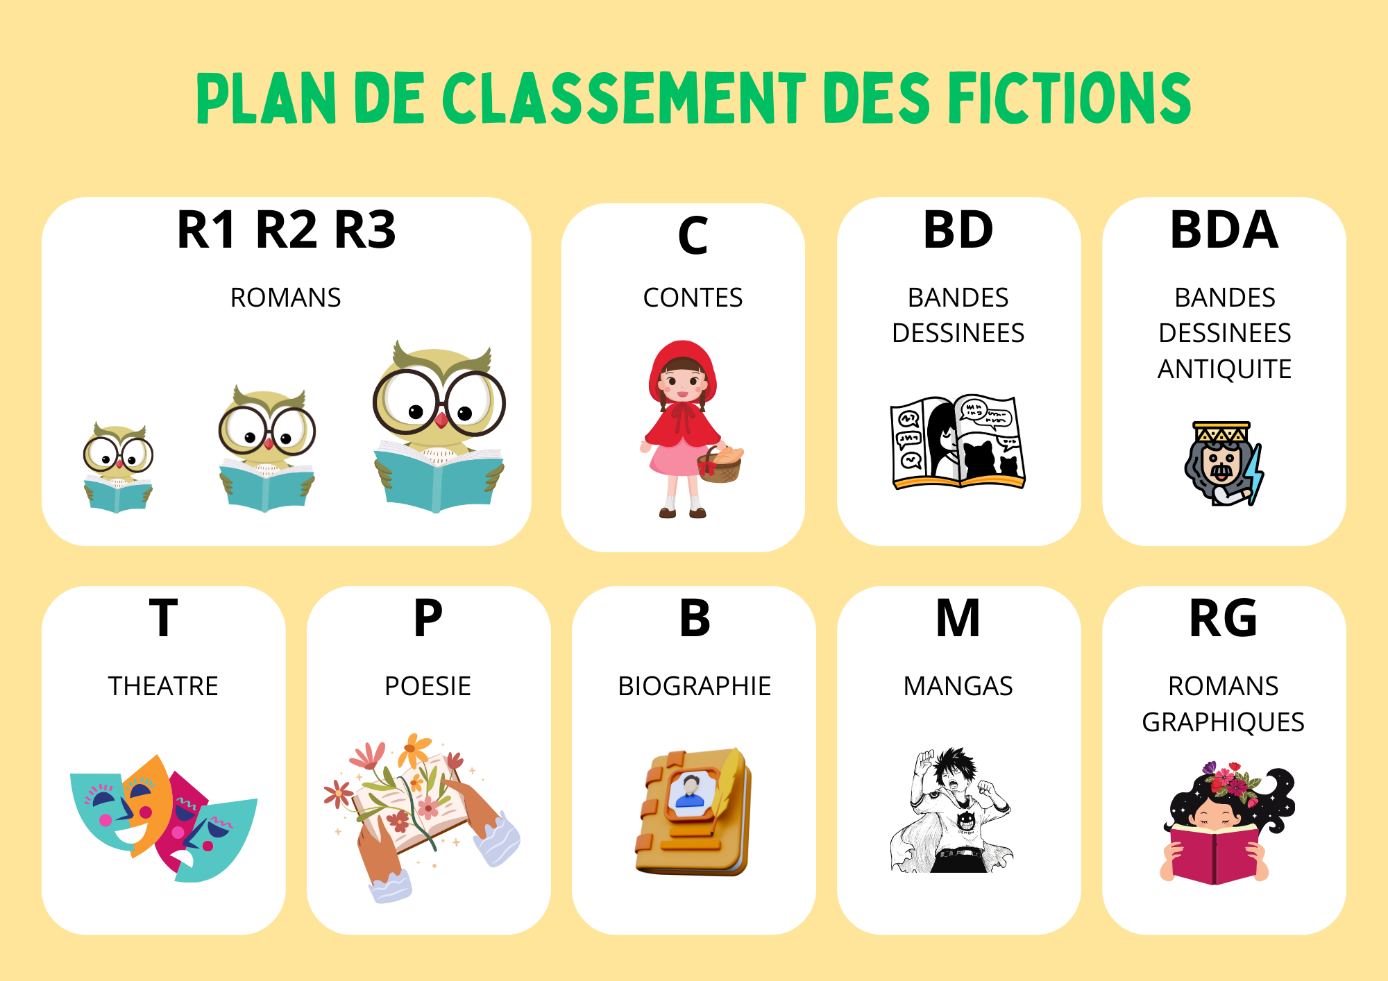 PLAN DE CLASSEMENT DES FICTIONS
R1 R2 R3
ROMANS
C
CONTES
BD
BANDES
DESSINEES
BDA
BANDES
DESSINEES
ANTIQUITE
T
THEATRE
P
POESIE
B
BIOGRAPHIE
M
MANGAS
RG
ROMANS
GRAPHIQUES